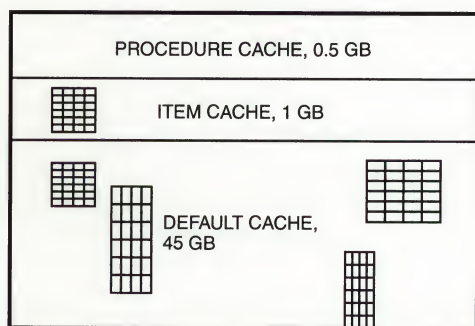 PROCEDURE CACHE, 0.5 GB
ITEM CACHE, 1 GB
DEFAULT CACHE,
45 GB